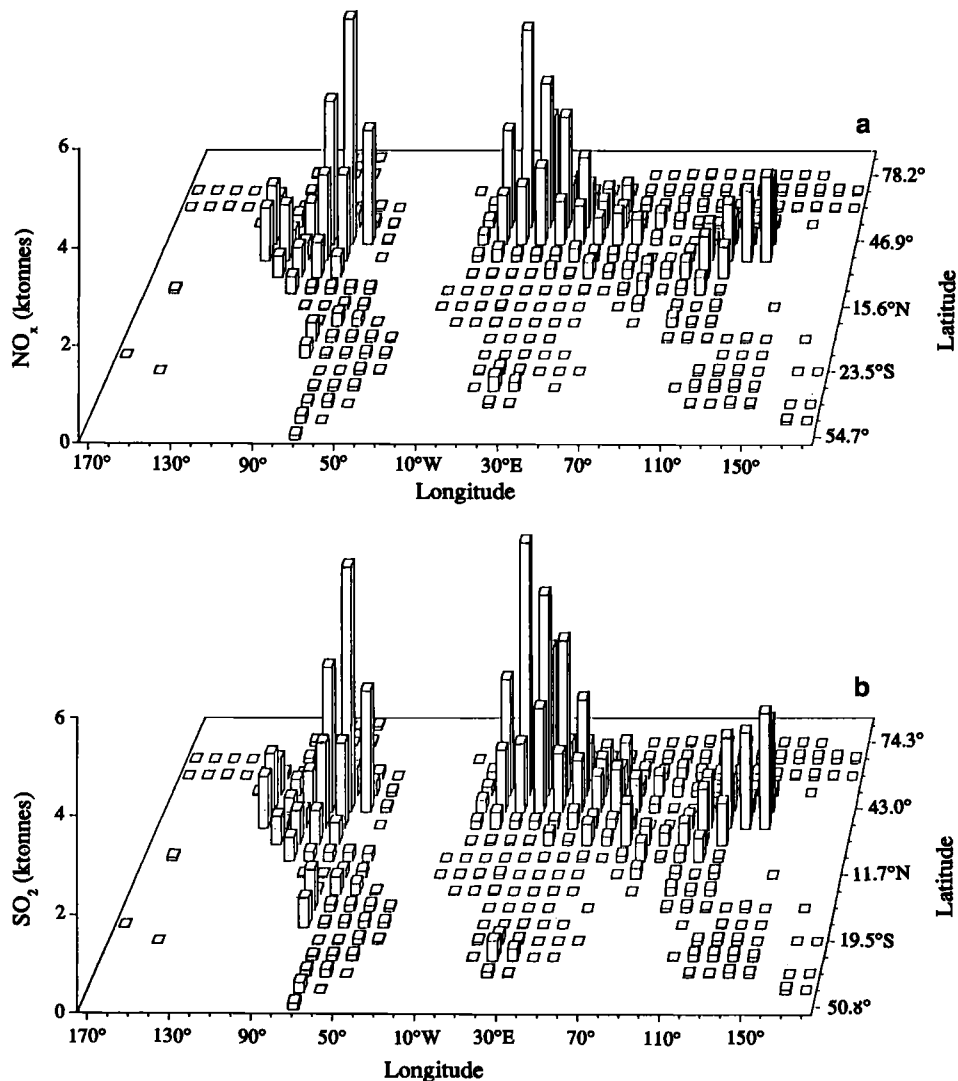 a
6
4
2
0
NOx (ktonnes)
78.2°
46.9°
15.6°N
23.5°S
54.7°
Latitude
170° 130° 90° 50° 10°W 30°E 70° 110° 150°
Longitude
b
6
4
2
0
SO2 (ktonnes)
74.3°
43.0°
11.7°N
19.5°S
50.8°
Latitude
170° 130° 90° 50° 10°W 30°E 70° 110° 150°
Longitude